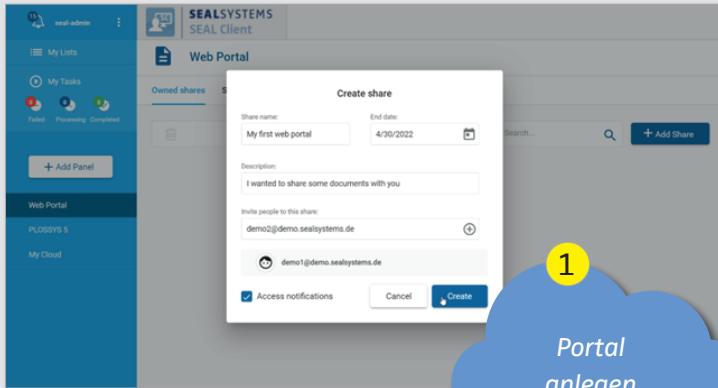 15
seal-admin
SEALSYSTEMS
SEAL Client
My Lists
Web Portal
My Tasks
Failed Processing Completed
Owned shares S
Search...
+ Add Share
+ Add Panel
Web Portal
PLOSSYS 5
My Cloud
Create share
Share name: End date:
My first web portal 4/30/2022
Description:
I wanted to share some documents with you
Invite people to this share:
demo2@demo.sealsystems.de
demo1@demo.sealsystems.de
Access notifications Cancel Create
1
Portal
anlegen